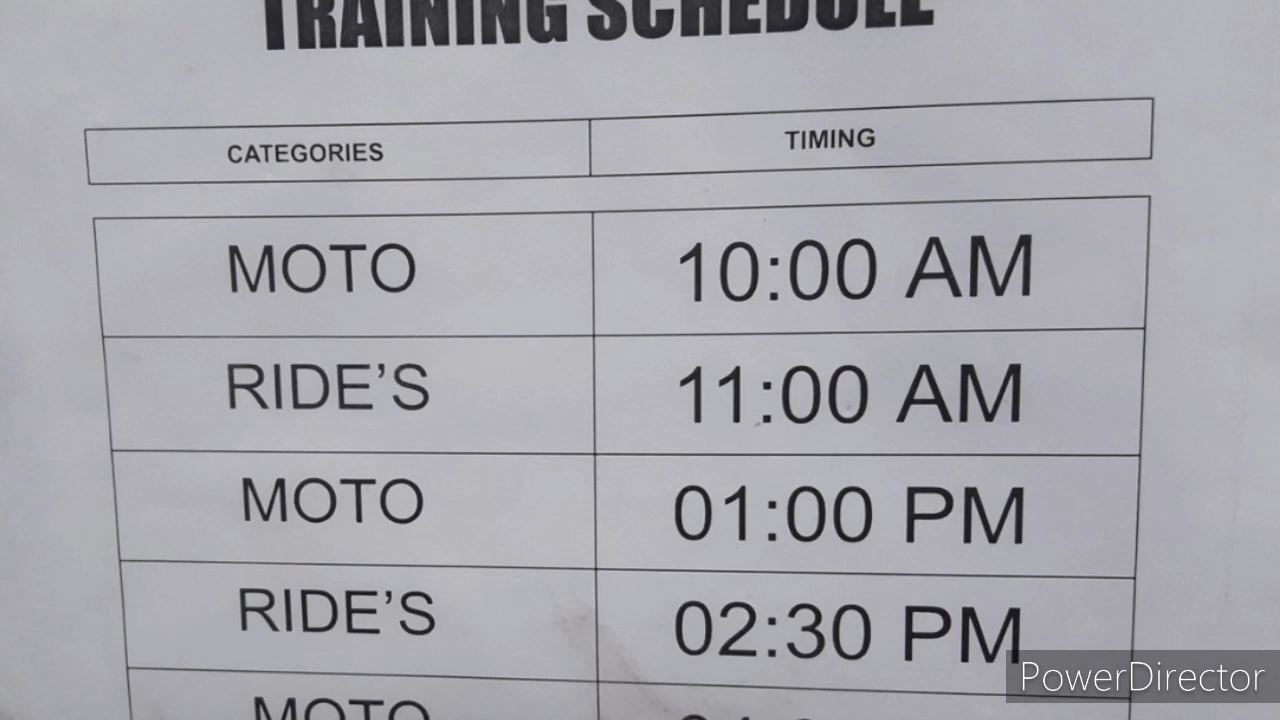 TRAINING SCHEDULE
CATEGORIES TIMING
MOTO 10:00 AM
RIDE’S 11:00 AM
MOTO 01:00 PM
RIDE’S 02:30 PM
MOTO
PowerDirector